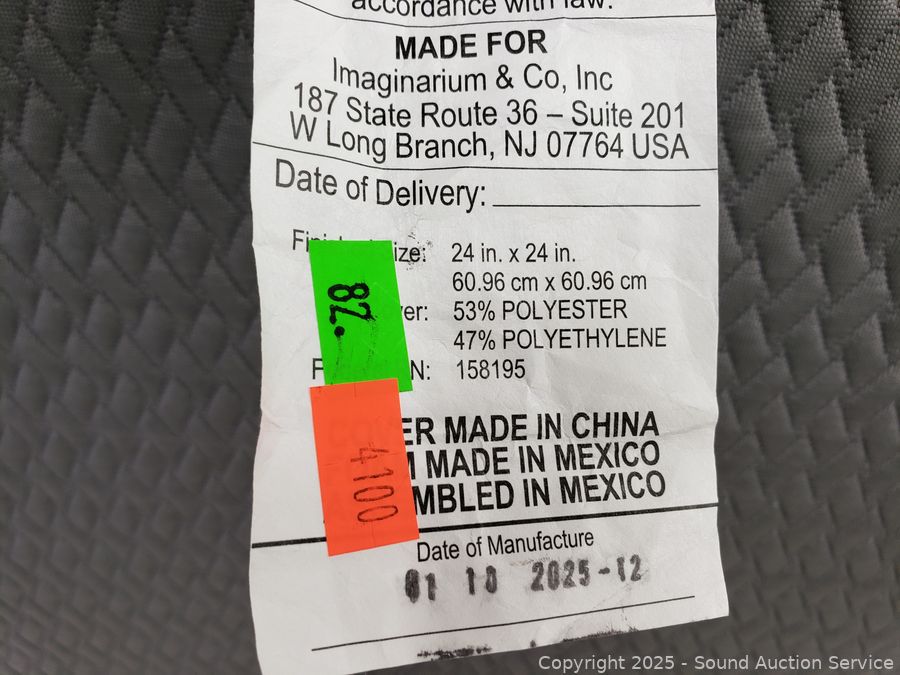 accordance with law.
MADE FOR
Imaginarium & Co, Inc
187 State Route 36 – Suite 201
W Long Branch, NJ 07764 USA
Date of Delivery:
24 in. x 24 in.
60.96 cm x 60.96 cm
82.
53% POLYESTER
47% POLYETHYLENE
N: 158195
MADE IN CHINA
MADE IN MEXICO
IN MEXICO
4100
Date of Manufacture
01 10 2025-12
Copyright 2025 - Sound Auction Service